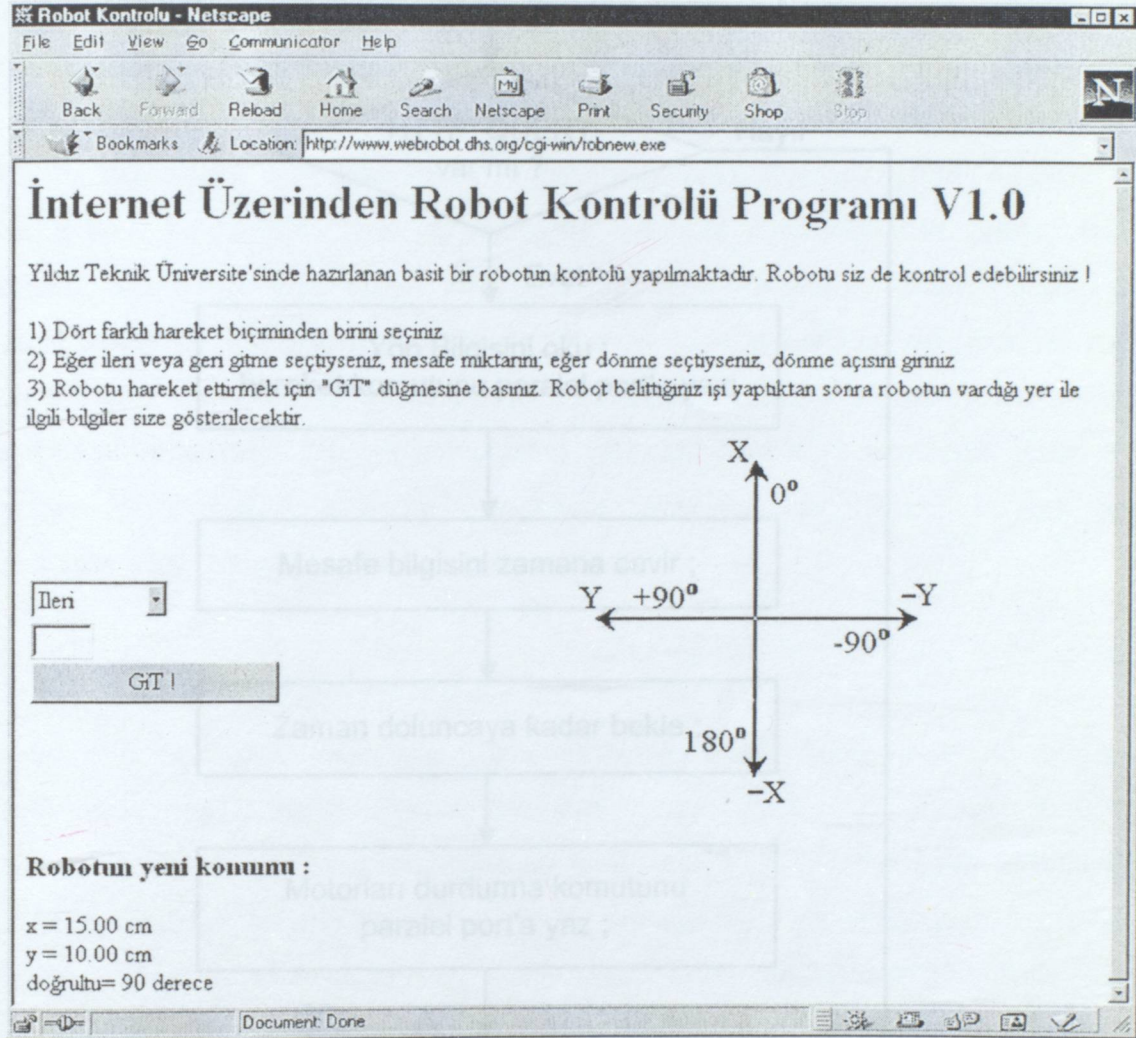 Robot Kontrolu - Netscape
File Edit View Go Communicator Help
Back Forward Reload Home Search Netscape Print Security Shop Stop
Bookmarks Location: http://www.webrobot.dhs.org/cgi-win/robnew.exe
İnternet Üzerinden Robot Kontrolü Programı V1.0
Yıldız Teknik Üniversite'sinde hazırlanan basit bir robotun kontolü yapılmaktadır. Robotu siz de kontrol edebilirsiniz !
1) Dört farklı hareket biçiminden birini seçiniz
2) Eğer ileri veya geri gitme seçtiyseniz, mesafe miktarını; eğer dönme seçtiyseniz, dönme açısını giriniz
3) Robotu hareket ettirmek için "GiT" düğmesine basınız. Robot belittiğiniz işi yaptıktan sonra robotun vardığı yer ile
ilgili bilgiler size gösterilecektir.
X
0°
Mesafe bilgisini zamana çevir ;
İleri
Y +90° −Y
-90°
GiT !
Zaman doluncaya kadar bekle ;
180°
−X
Robotun yeni konumu :
Motorları durdurma komutunu
paralel port'a yaz ;
x = 15.00 cm
y = 10.00 cm
doğrultu= 90 derece
Document: Done